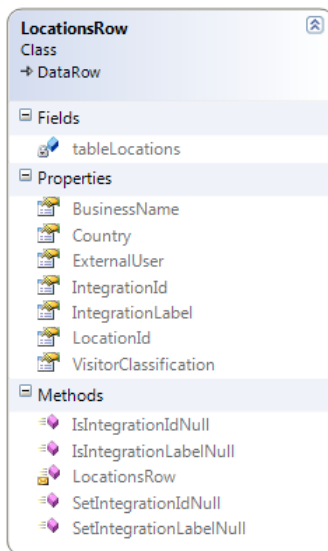 LocationsRow
Class
DataRow
Fields
tableLocations
Properties
BusinessName
Country
ExternalUser
IntegrationId
IntegrationLabel
LocationId
VisitorClassification
Methods
IsIntegrationIdNull
IsIntegrationLabelNull
LocationsRow
SetIntegrationIdNull
SetIntegrationLabelNull